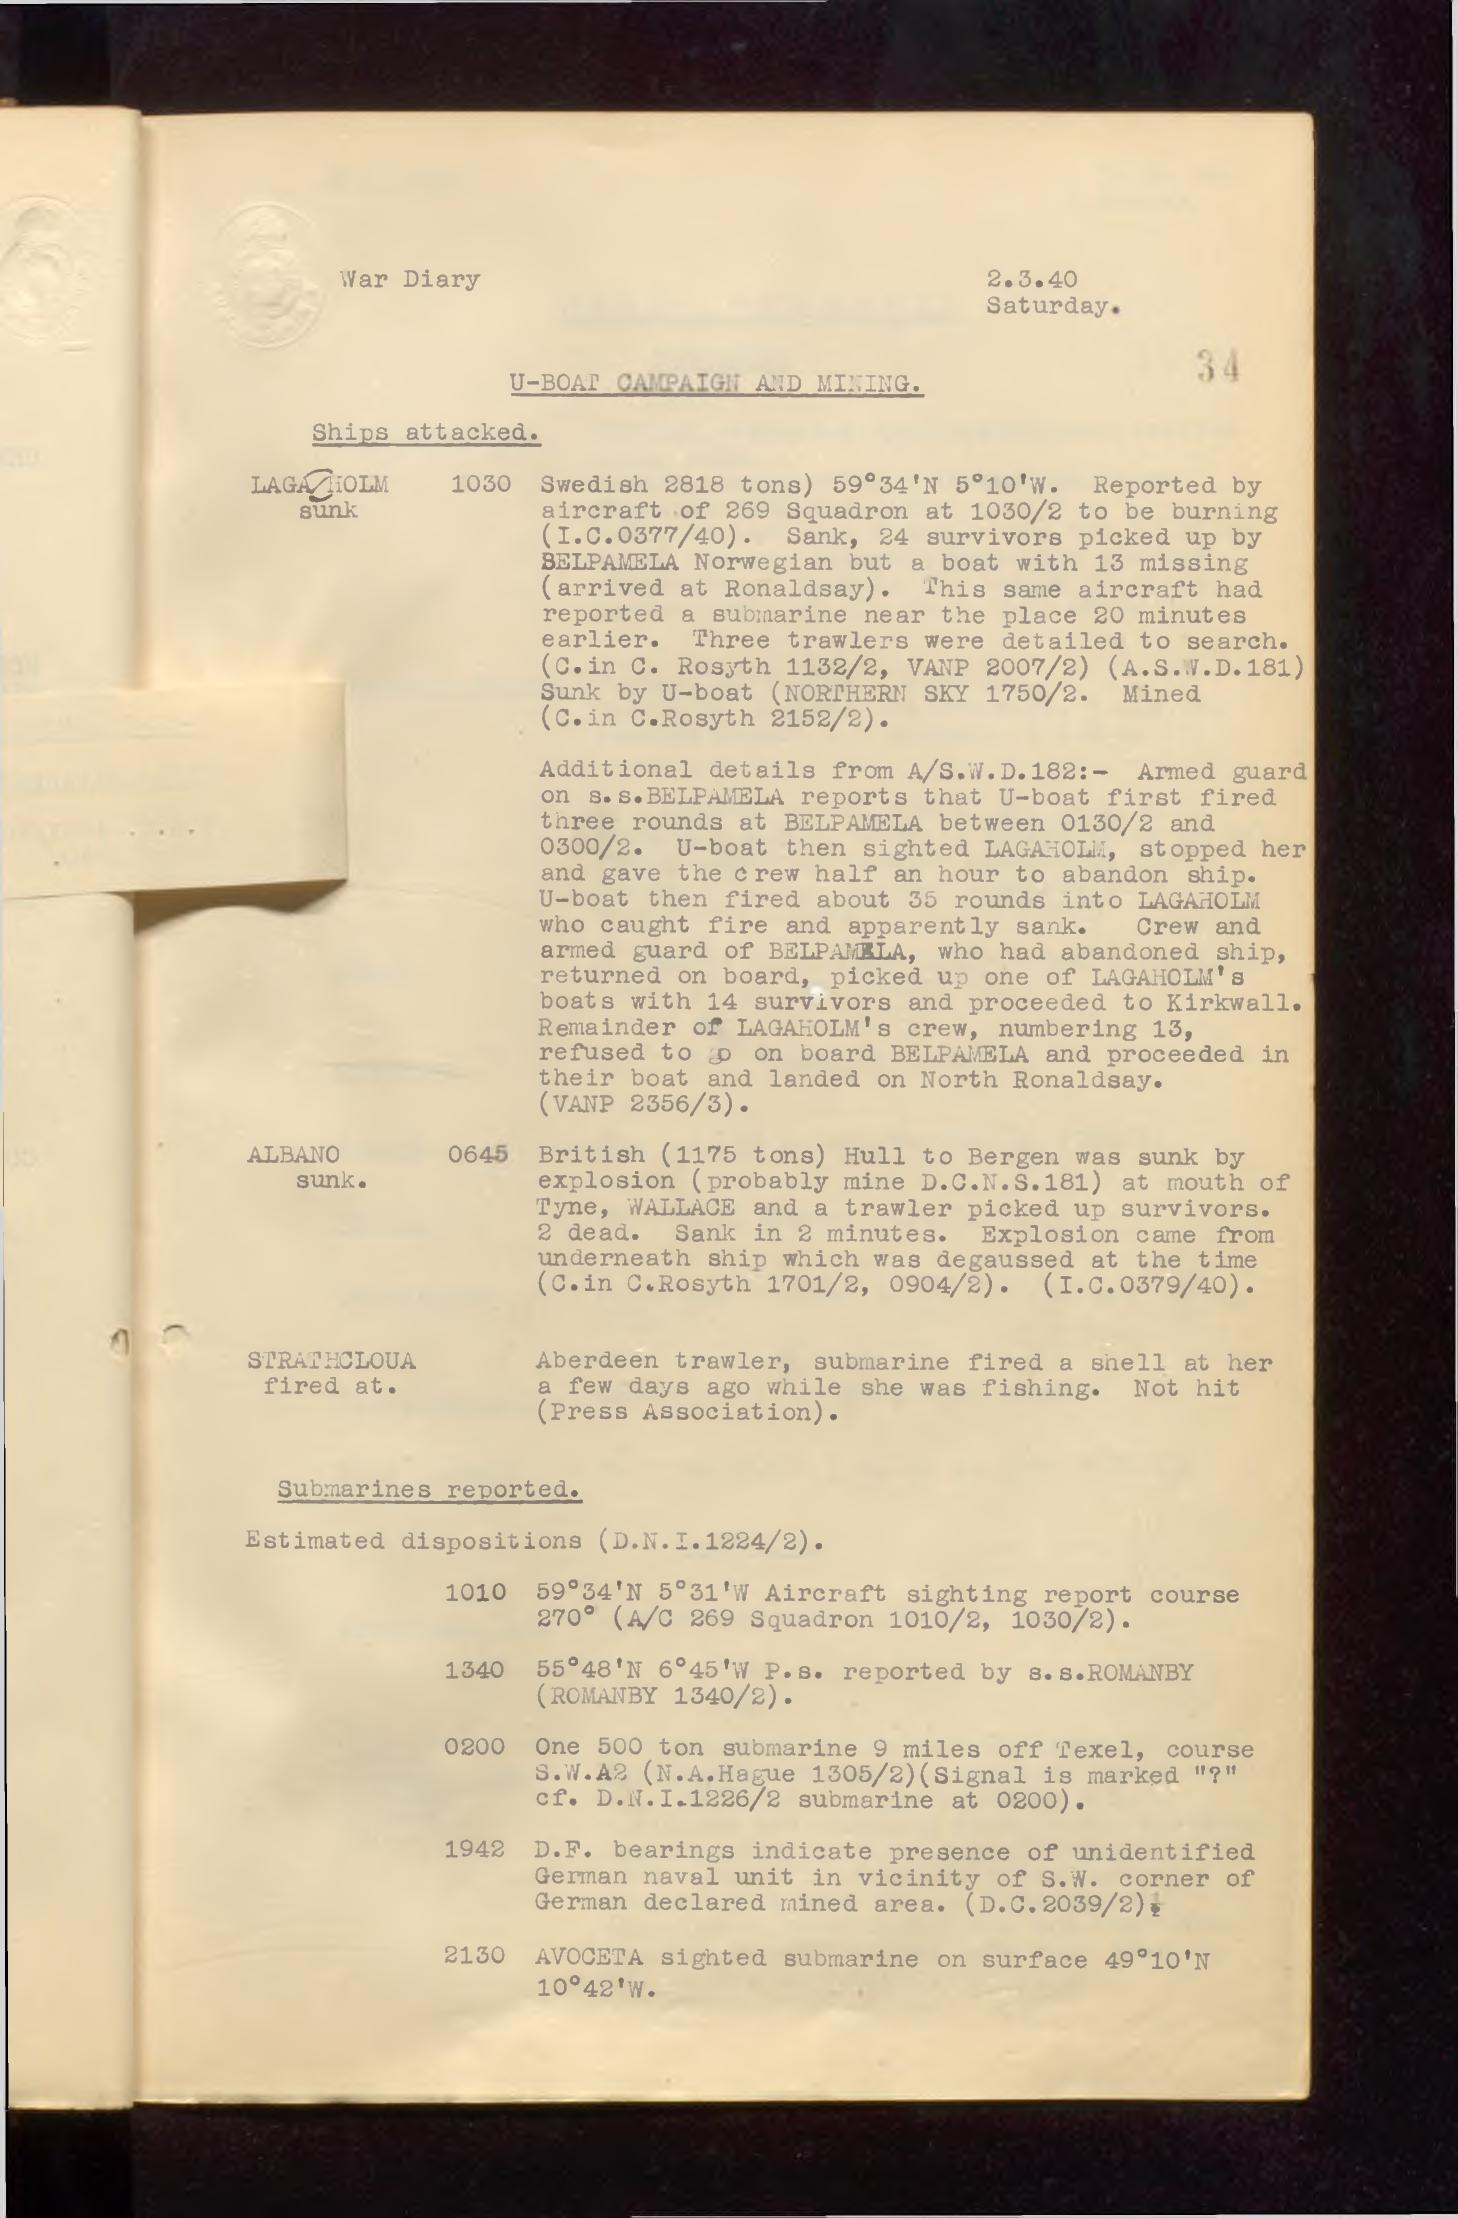 War Diary 2.3.40
Saturday.
34
U-BOAT CAMPAIGN AND MINING.
Ships attacked.
LAGAHOLM 1030 Swedish 2818 tons) 59°34'N 5°10'W. Reported by
sunk aircraft of 269 Squadron at 1030/2 to be burning
(I.C.0377/40). Sank, 24 survivors picked up by
BELPAMELA Norwegian but a boat with 13 missing
(arrived at Ronaldsay). This same aircraft had
reported a submarine near the place 20 minutes
earlier. Three trawlers were detailed to search.
(C.in C. Rosyth 1132/2, VANP 2007/2) (A.S.W.D.181)
Sunk by U-boat (NORTHERN SKY 1750/2. Mined
(C.in C.Rosyth 2152/2).
Additional details from A/S.W.D.182:- Armed guard
on s.s.BELPAMELA reports that U-boat first fired
three rounds at BELPAMELA between 0130/2 and
0300/2. U-boat then sighted LAGAHOLM, stopped her
and gave the crew half an hour to abandon ship.
U-boat then fired about 35 rounds into LAGAHOLM
who caught fire and apparently sank. Crew and
armed guard of BELPAMELA, who had abandoned ship,
returned on board, picked up one of LAGAHOLM's
boats with 14 survivors and proceeded to Kirkwall.
Remainder of LAGAHOLM's crew, numbering 13,
refused to go on board BELPAMELA and proceeded in
their boat and landed on North Ronaldsay.
(VANP 2356/3).
ALBANO 0645 British (1175 tons) Hull to Bergen was sunk by
sunk. explosion (probably mine D.C.N.S.181) at mouth of
Tyne, WALLACE and a trawler picked up survivors.
2 dead. Sank in 2 minutes. Explosion came from
underneath ship which was degaussed at the time
(C.in C.Rosyth 1701/2, 0904/2). (I.C.0379/40).
STRATHCLOUA Aberdeen trawler, submarine fired a shell at her
fired at. a few days ago while she was fishing. Not hit
(Press Association).
Submarines reported.
Estimated dispositions (D.N.I.1224/2).
1010 59°34'N 5°31'W Aircraft sighting report course
270° (A/C 269 Squadron 1010/2, 1030/2).
1340 55°48'N 6°45'W P.s. reported by s.s.ROMANBY
(ROMANBY 1340/2).
0200 One 500 ton submarine 9 miles off Texel, course
S.W.A2 (N.A.Hague 1305/2)(Signal is marked "?"
cf. D.N.I.1226/2 submarine at 0200).
1942 D.F. bearings indicate presence of unidentified
German naval unit in vicinity of S.W. corner of
German declared mined area. (D.C.2039/2).
2130 AVOCETA sighted submarine on surface 49°10'N
10°42'W.